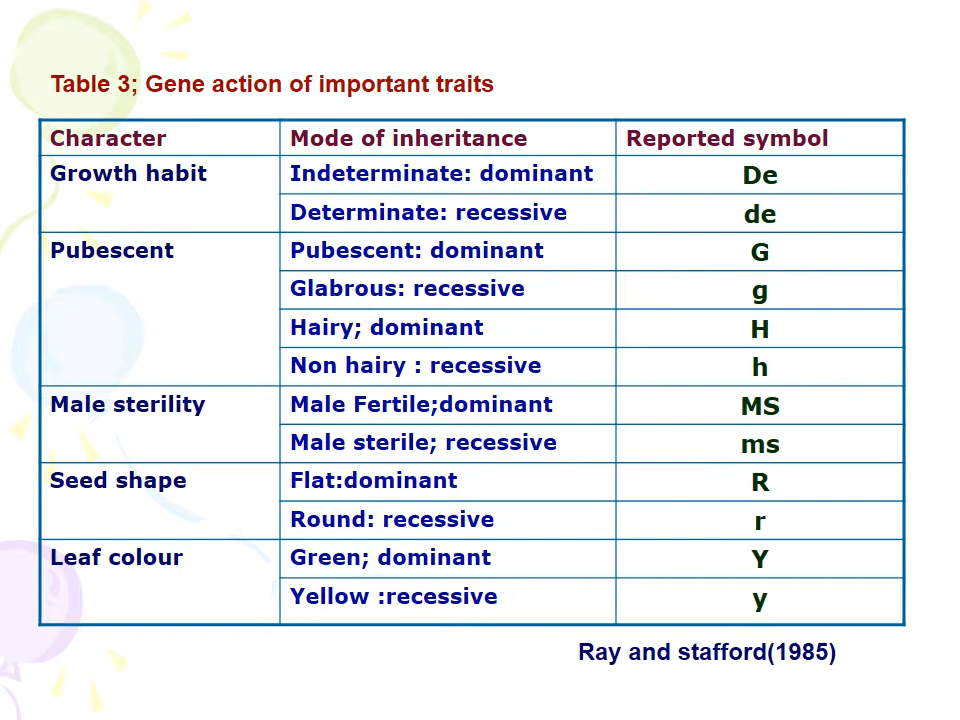 Table 3; Gene action of important traits
Character Mode of inheritance Reported symbol
Growth habit Indeterminate: dominant De
Determinate: recessive de
Pubescent Pubescent: dominant G
Glabrous: recessive g
Hairy; dominant H
Non hairy : recessive h
Male sterility Male Fertile;dominant MS
Male sterile; recessive ms
Seed shape Flat:dominant R
Round: recessive r
Leaf colour Green; dominant Y
Yellow :recessive y
Ray and stafford(1985)